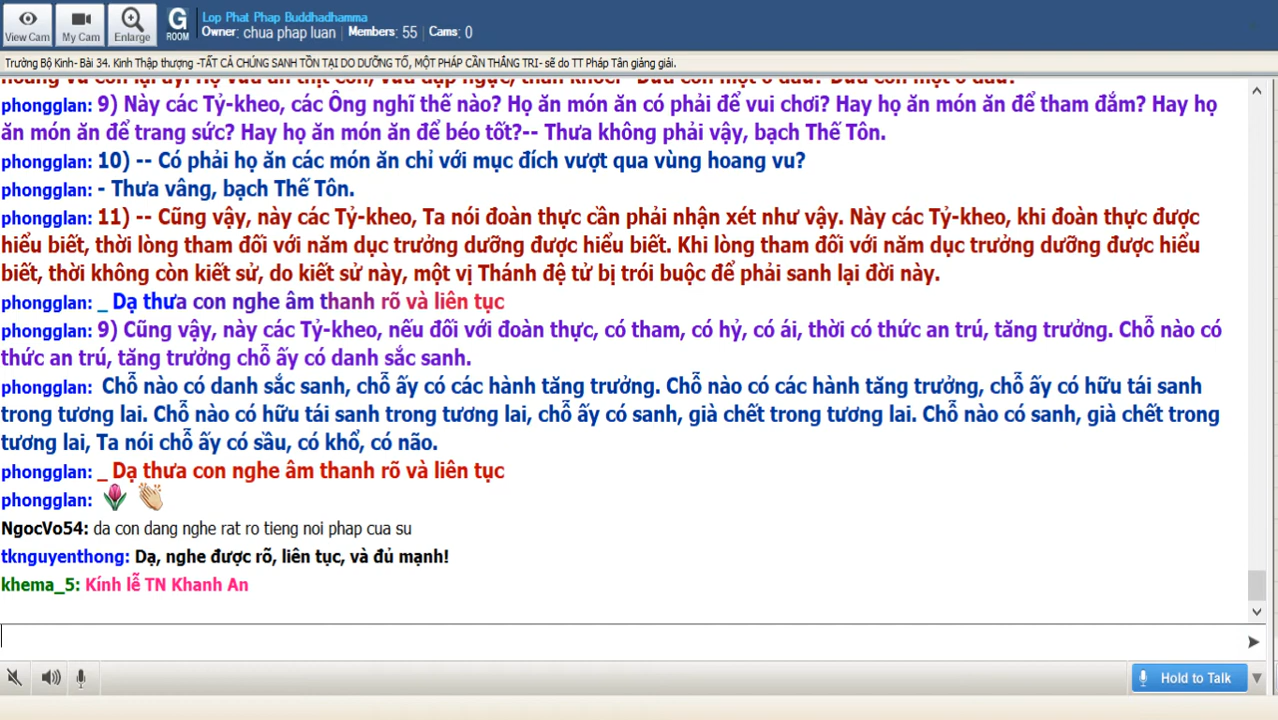 Lop Phat Phap Buddhadhamma
Owner: chua phap luan | Members: 55 | Cams: 0
View Cam
My Cam
Enlarge
G
ROOM
Trường Bộ Kinh- Bài 34. Kinh Thập thượng -TẤT CẢ CHÚNG SANH TỒN TẠI DO DƯỠNG TỐ, MỘT PHÁP CẦN THẮNG TRI- sẽ do TT Pháp Tân giảng giải.
phongglan: 9) Này các Tỷ-kheo, các Ông nghĩ thế nào? Họ ăn món ăn có phải để vui chơi? Hay họ ăn món ăn để tham đắm? Hay họ
ăn món ăn để trang sức? Hay họ ăn món ăn để béo tốt?-- Thưa không phải vậy, bạch Thế Tôn.
phongglan: 10) -- Có phải họ ăn các món ăn chỉ với mục đích vượt qua vùng hoang vu?
phongglan: - Thưa vâng, bạch Thế Tôn.
phongglan: 11) -- Cũng vậy, này các Tỷ-kheo, Ta nói đoàn thực cần phải nhận xét như vậy. Này các Tỷ-kheo, khi đoàn thực được
hiểu biết, thời lòng tham đối với năm dục trưởng dưỡng được hiểu biết. Khi lòng tham đối với năm dục trưởng dưỡng được hiểu
biết, thời không còn kiết sử, do kiết sử này, một vị Thánh đệ tử bị trói buộc để phải sanh lại đời này.
phongglan: _ Dạ thưa con nghe âm thanh rõ và liên tục
phongglan: 9) Cũng vậy, này các Tỷ-kheo, nếu đối với đoàn thực, có tham, có hỷ, có ái, thời có thức an trú, tăng trưởng. Chỗ nào có
thức an trú, tăng trưởng chỗ ấy có danh sắc sanh.
phongglan: Chỗ nào có danh sắc sanh, chỗ ấy có các hành tăng trưởng. Chỗ nào có các hành tăng trưởng, chỗ ấy có hữu tái sanh
trong tương lai. Chỗ nào có hữu tái sanh trong tương lai, chỗ ấy có sanh, già chết trong tương lai. Chỗ nào có sanh, già chết trong
tương lai, Ta nói chỗ ấy có sầu, có khổ, có não.
phongglan: _ Dạ thưa con nghe âm thanh rõ và liên tục
phongglan:
NgocVo54: da con dang nghe rat ro tieng noi phap cua su
tknguyenthong: Dạ, nghe được rõ, liên tục, và đủ mạnh!
khema_5: Kính lễ TN Khanh An
Hold to Talk